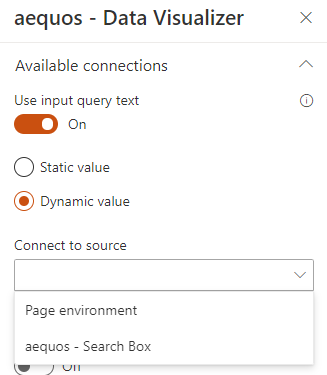 aequos - Data Visualizer
Available connections
Use input query text
On
Static value
Dynamic value
Connect to source
Page environment
aequos - Search Box
Off